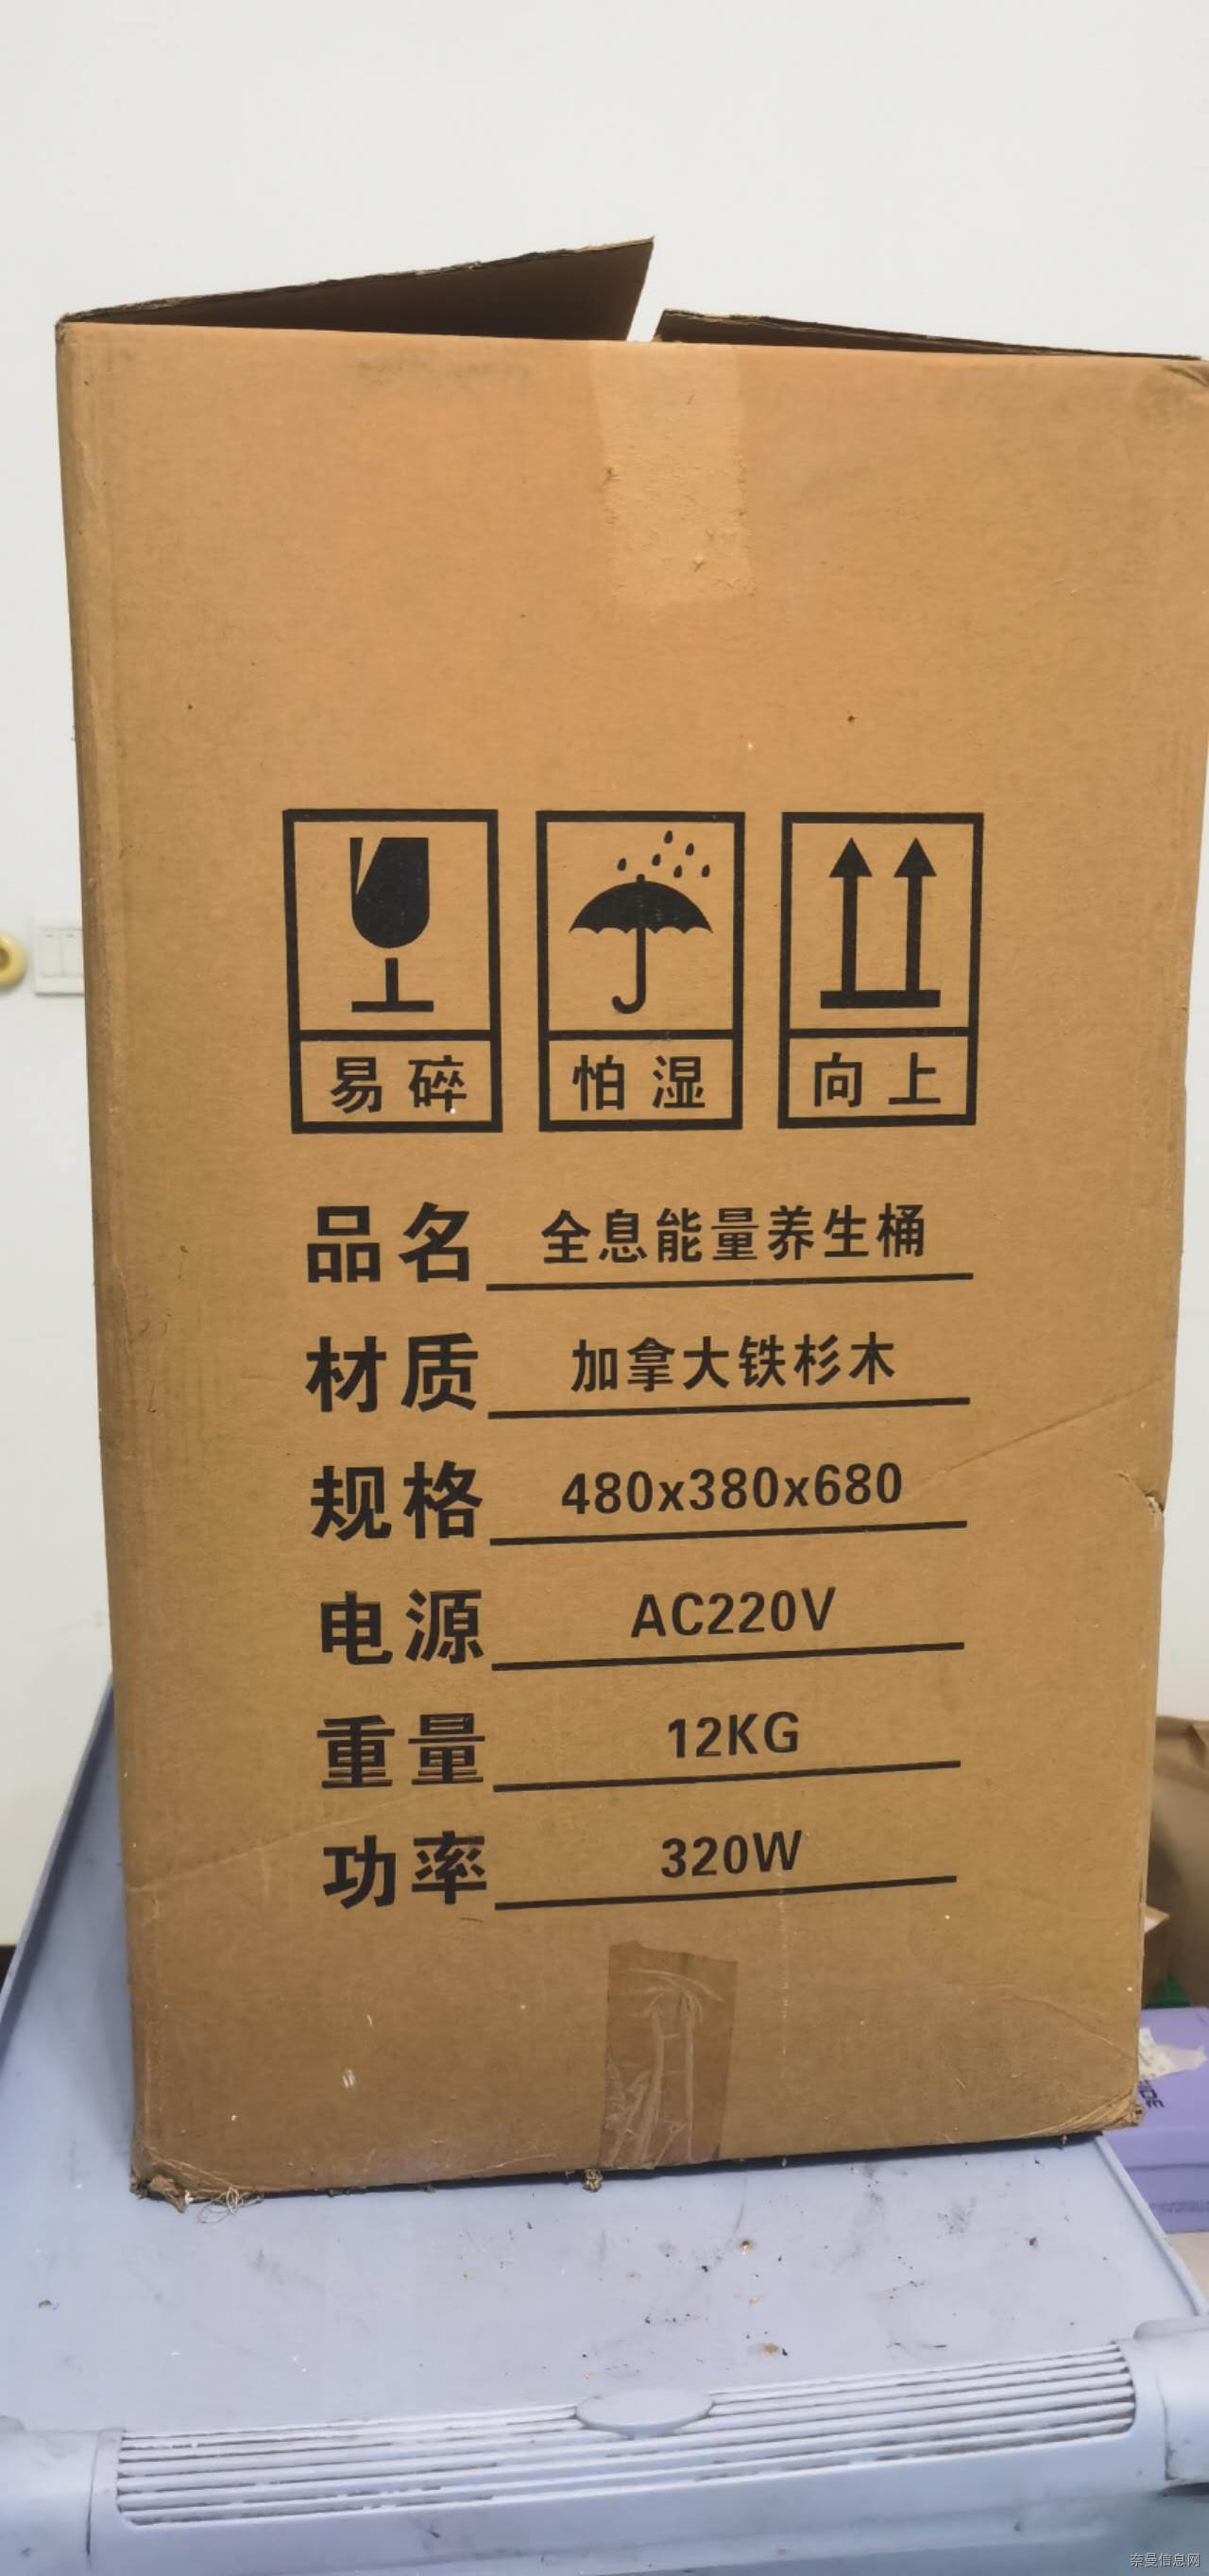 易碎 怕湿 向上
品名 全息能量养生桶
材质 加拿大铁杉木
规格 480x380x680
电源 AC220V
重量 12KG
功率 320W
奈曼信息网